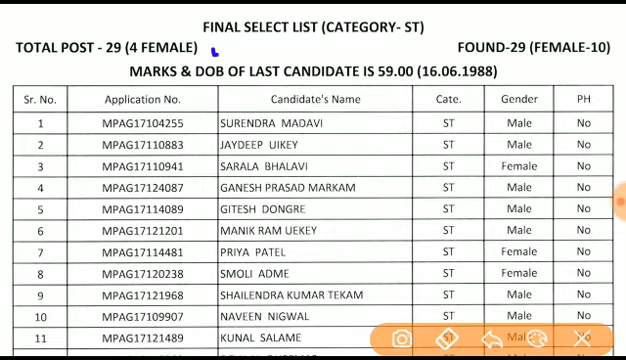 FINAL SELECT LIST (CATEGORY- ST)
TOTAL POST - 29 (4 FEMALE) FOUND-29 (FEMALE-10)
MARKS & DOB OF LAST CANDIDATE IS 59.00 (16.06.1988)
Sr. No. Application No. Candidate's Name Cate. Gender PH
1 MPAG17104255 SURENDRA MADAVI ST Male No
2 MPAG17110883 JAYDEEP UIKEY ST Male No
3 MPAG17110941 SARALA BHALAVI ST Female No
4 MPAG17124087 GANESH PRASAD MARKAM ST Male No
5 MPAG17114089 GITESH DONGRE ST Male No
6 MPAG17121201 MANIK RAM UEKEY ST Male No
7 MPAG17114481 PRIYA PATEL ST Female No
8 MPAG17120238 SMOLI ADME ST Female No
9 MPAG17121968 SHAILENDRA KUMAR TEKAM ST Male No
10 MPAG17109907 NAVEEN NIGWAL ST Male No
11 MPAG17121489 KUNAL SALAME ST Male No